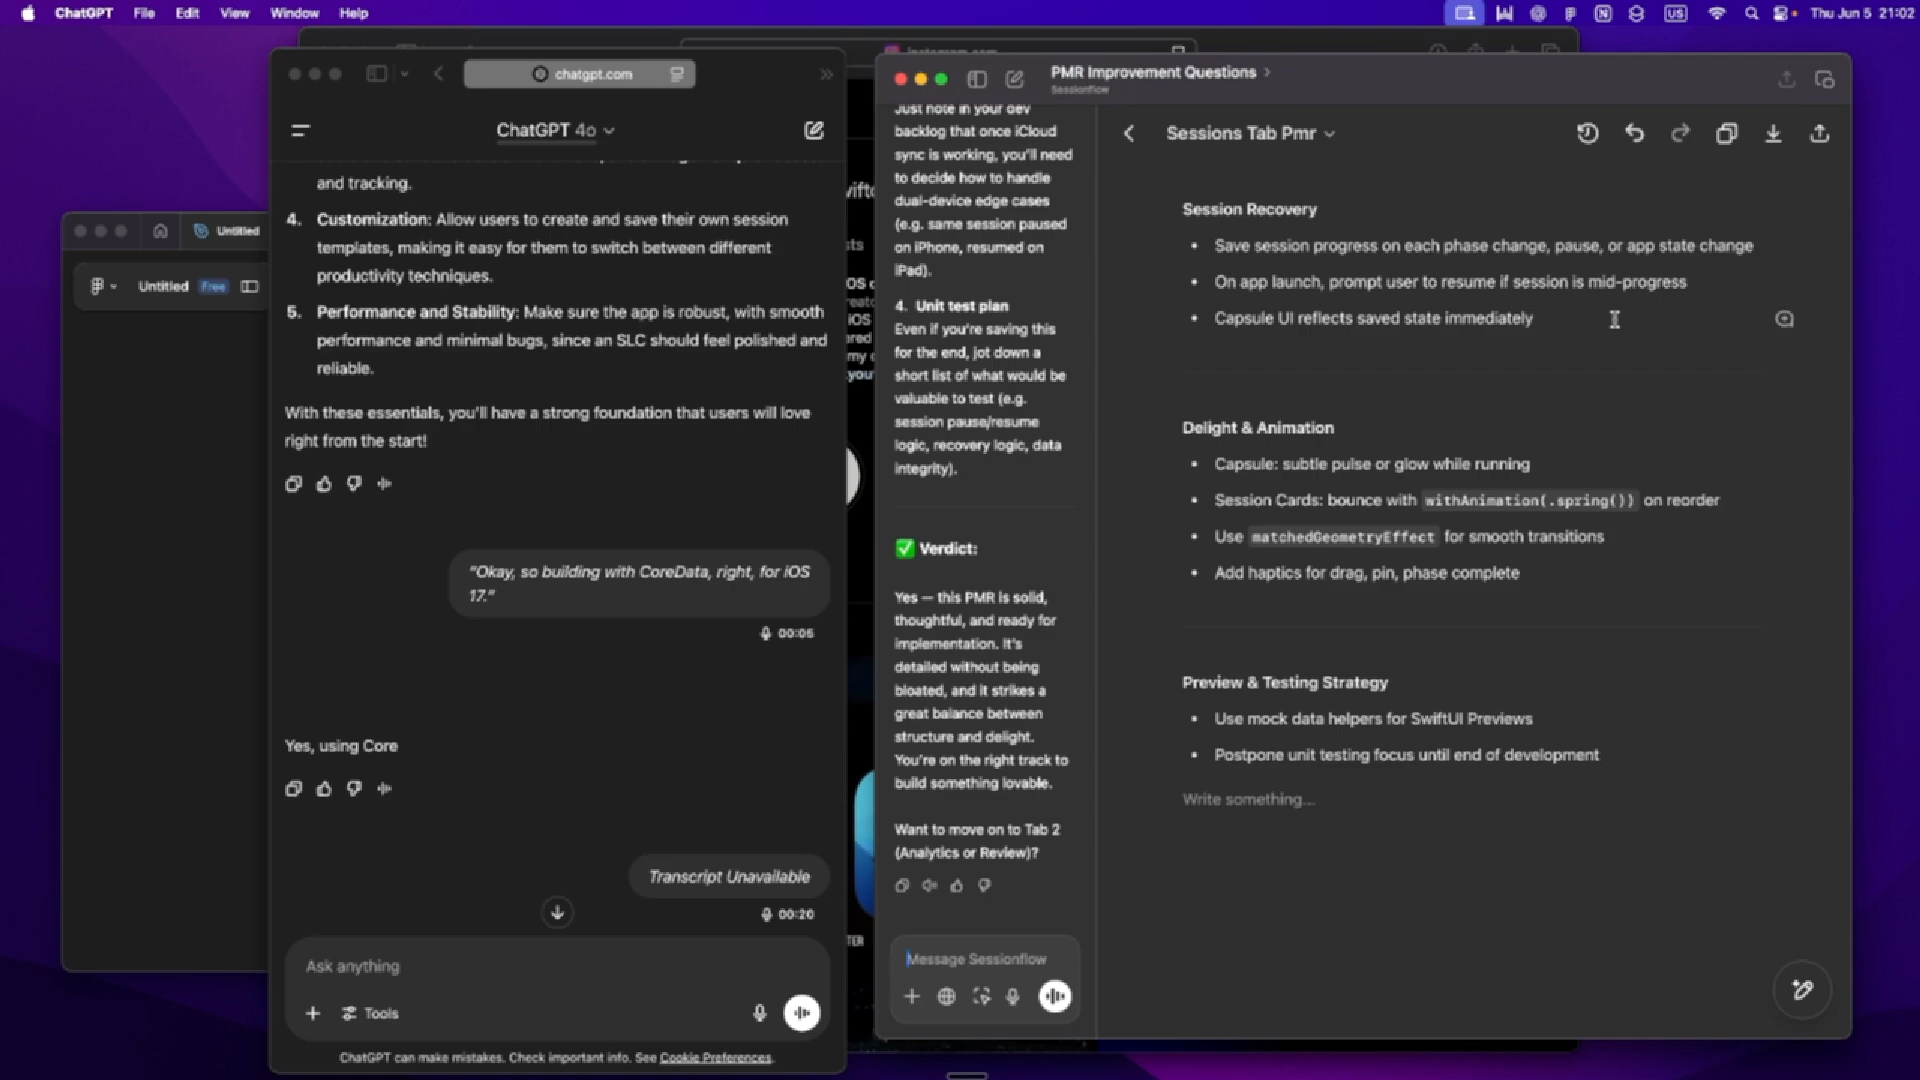 ChatGPT File Edit View Window Help
US
Thu Jun 5 21:02
Untitled
Untitled Free
chatgpt.com
ChatGPT 4o
and tracking.
4. Customization: Allow users to create and save their own session
templates, making it easy for them to switch between different
productivity techniques.
5. Performance and Stability: Make sure the app is robust, with smooth
performance and minimal bugs, since an SLC should feel polished and
reliable.
With these essentials, you'll have a strong foundation that users will love
right from the start!
"Okay, so building with CoreData, right, for iOS
17."
00:05
Yes, using Core
Transcript Unavailable
00:20
Ask anything
Tools
ChatGPT can make mistakes. Check important info. See Cookie Preferences.
PMR Improvement Questions
Sessionflow
Just note in your dev
backlog that once iCloud
sync is working, you'll need
to decide how to handle
dual-device edge cases
(e.g. same session paused
on iPhone, resumed on
iPad).
4. Unit test plan
Even if you're saving this
for the end, jot down a
short list of what would be
valuable to test (e.g.
session pause/resume
logic, recovery logic, data
integrity).
✅ Verdict:
Yes — this PMR is solid,
thoughtful, and ready for
implementation. It's
detailed without being
bloated, and it strikes a
great balance between
structure and delight.
You're on the right track to
build something lovable.
Want to move on to Tab 2
(Analytics or Review)?
Message Sessionflow
Sessions Tab Pmr
Session Recovery
• Save session progress on each phase change, pause, or app state change
• On app launch, prompt user to resume if session is mid-progress
• Capsule UI reflects saved state immediately
Delight & Animation
• Capsule: subtle pulse or glow while running
• Session Cards: bounce with withAnimation(.spring()) on reorder
• Use matchedGeometryEffect for smooth transitions
• Add haptics for drag, pin, phase complete
Preview & Testing Strategy
• Use mock data helpers for SwiftUI Previews
• Postpone unit testing focus until end of development
Write something...